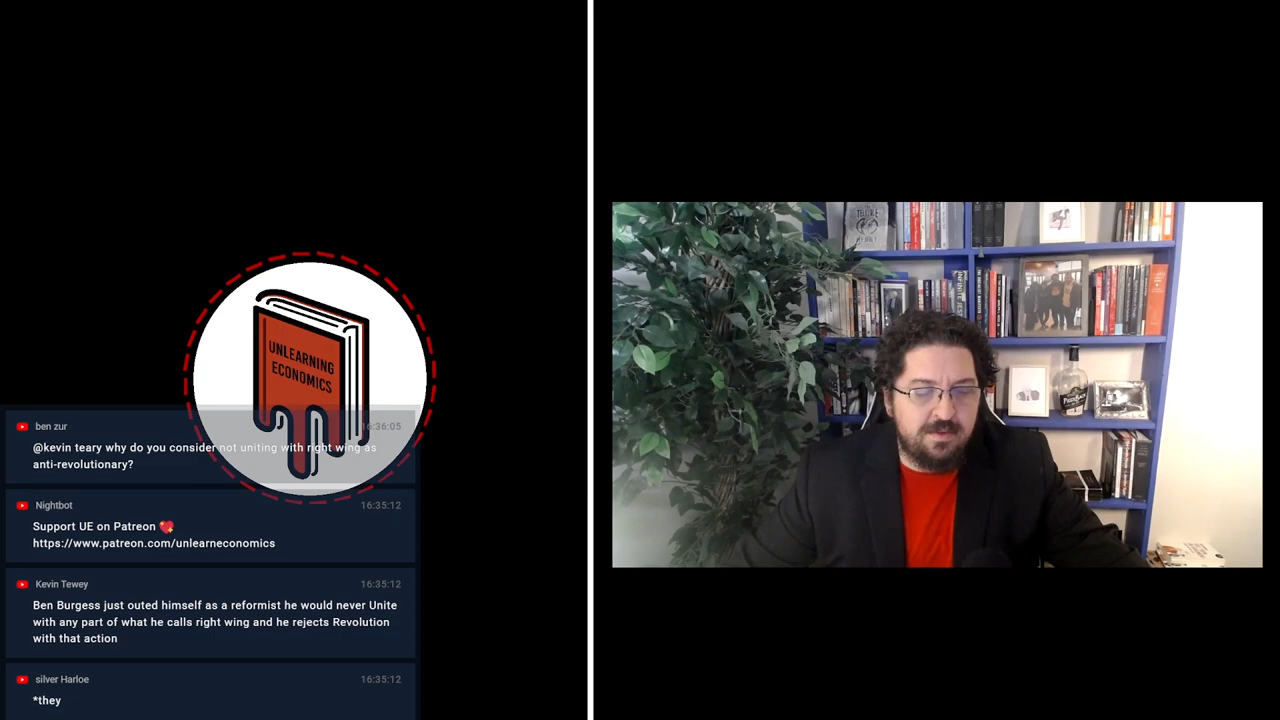 UNLEARNING
ECONOMICS
ben zur
16:36:05
@kevin teary why do you consider not uniting with right wing as
anti-revolutionary?
Nightbot
16:35:12
Support UE on Patreon 💖
https://www.patreon.com/unlearneconomics
Kevin Tewey
16:35:12
Ben Burgess just outed himself as a reformist he would never Unite
with any part of what he calls right wing and he rejects Revolution
with that action
silver Harloe
16:35:12
*they